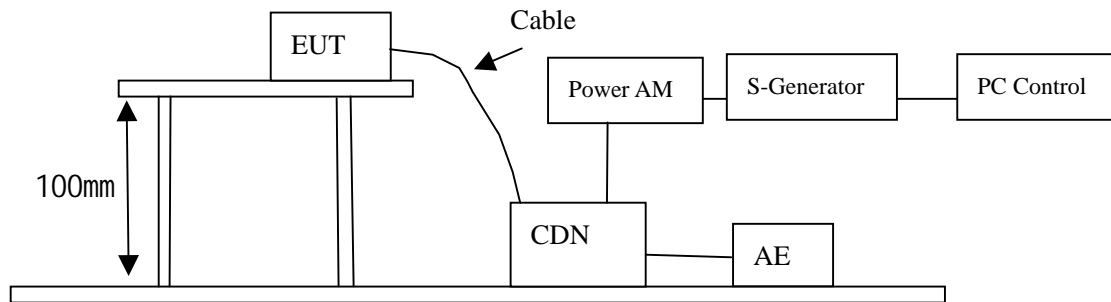 Cable
EUT
Power AM
S-Generator
PC Control
100mm
CDN
AE